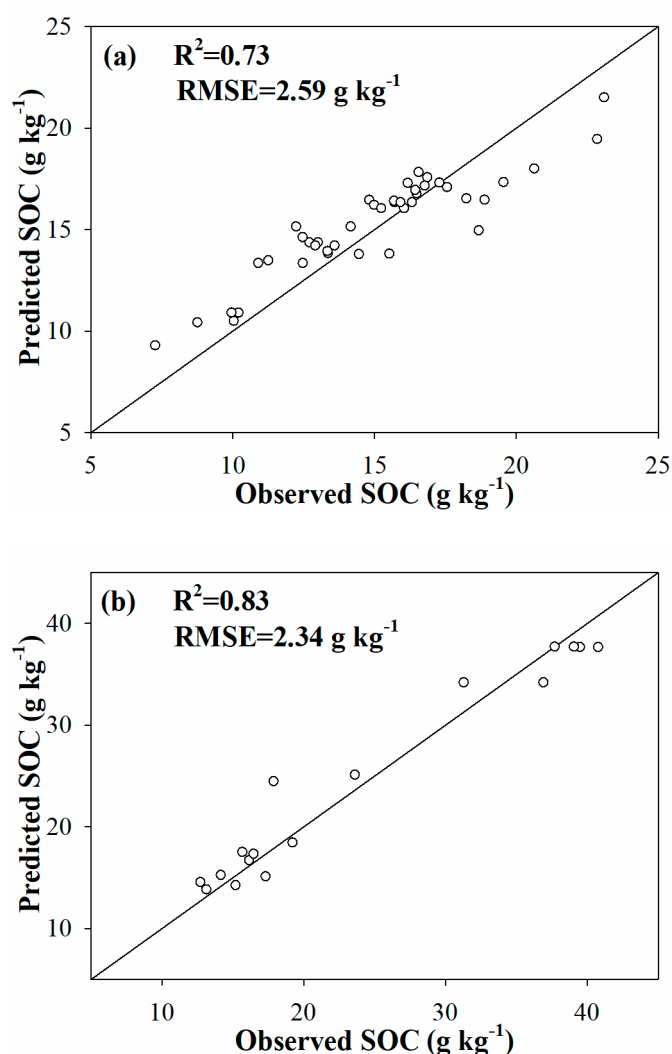 25
(a) R²=0.73
RMSE=2.59 g kg⁻¹
20
15
10
5
Predicted SOC (g kg⁻¹)
5 10 15 20 25
Observed SOC (g kg⁻¹)
(b) R²=0.83
RMSE=2.34 g kg⁻¹
40
30
20
10
Predicted SOC (g kg⁻¹)
10 20 30 40
Observed SOC (g kg⁻¹)